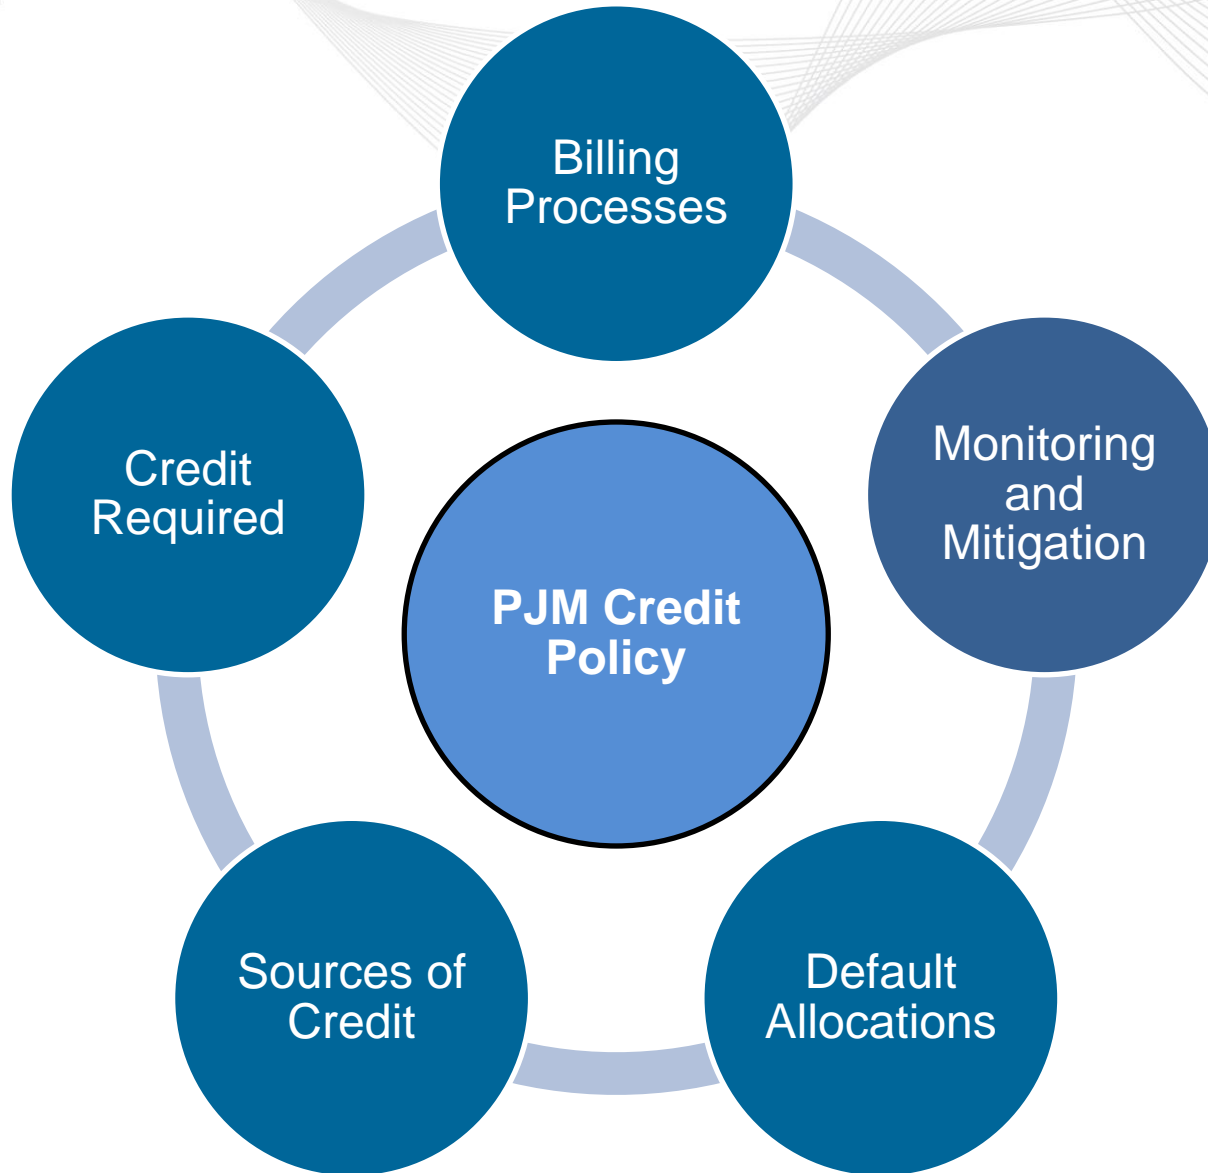 Billing
Processes
Monitoring
and
Mitigation
Credit
Required
PJM Credit
Policy
Sources of
Credit
Default
Allocations